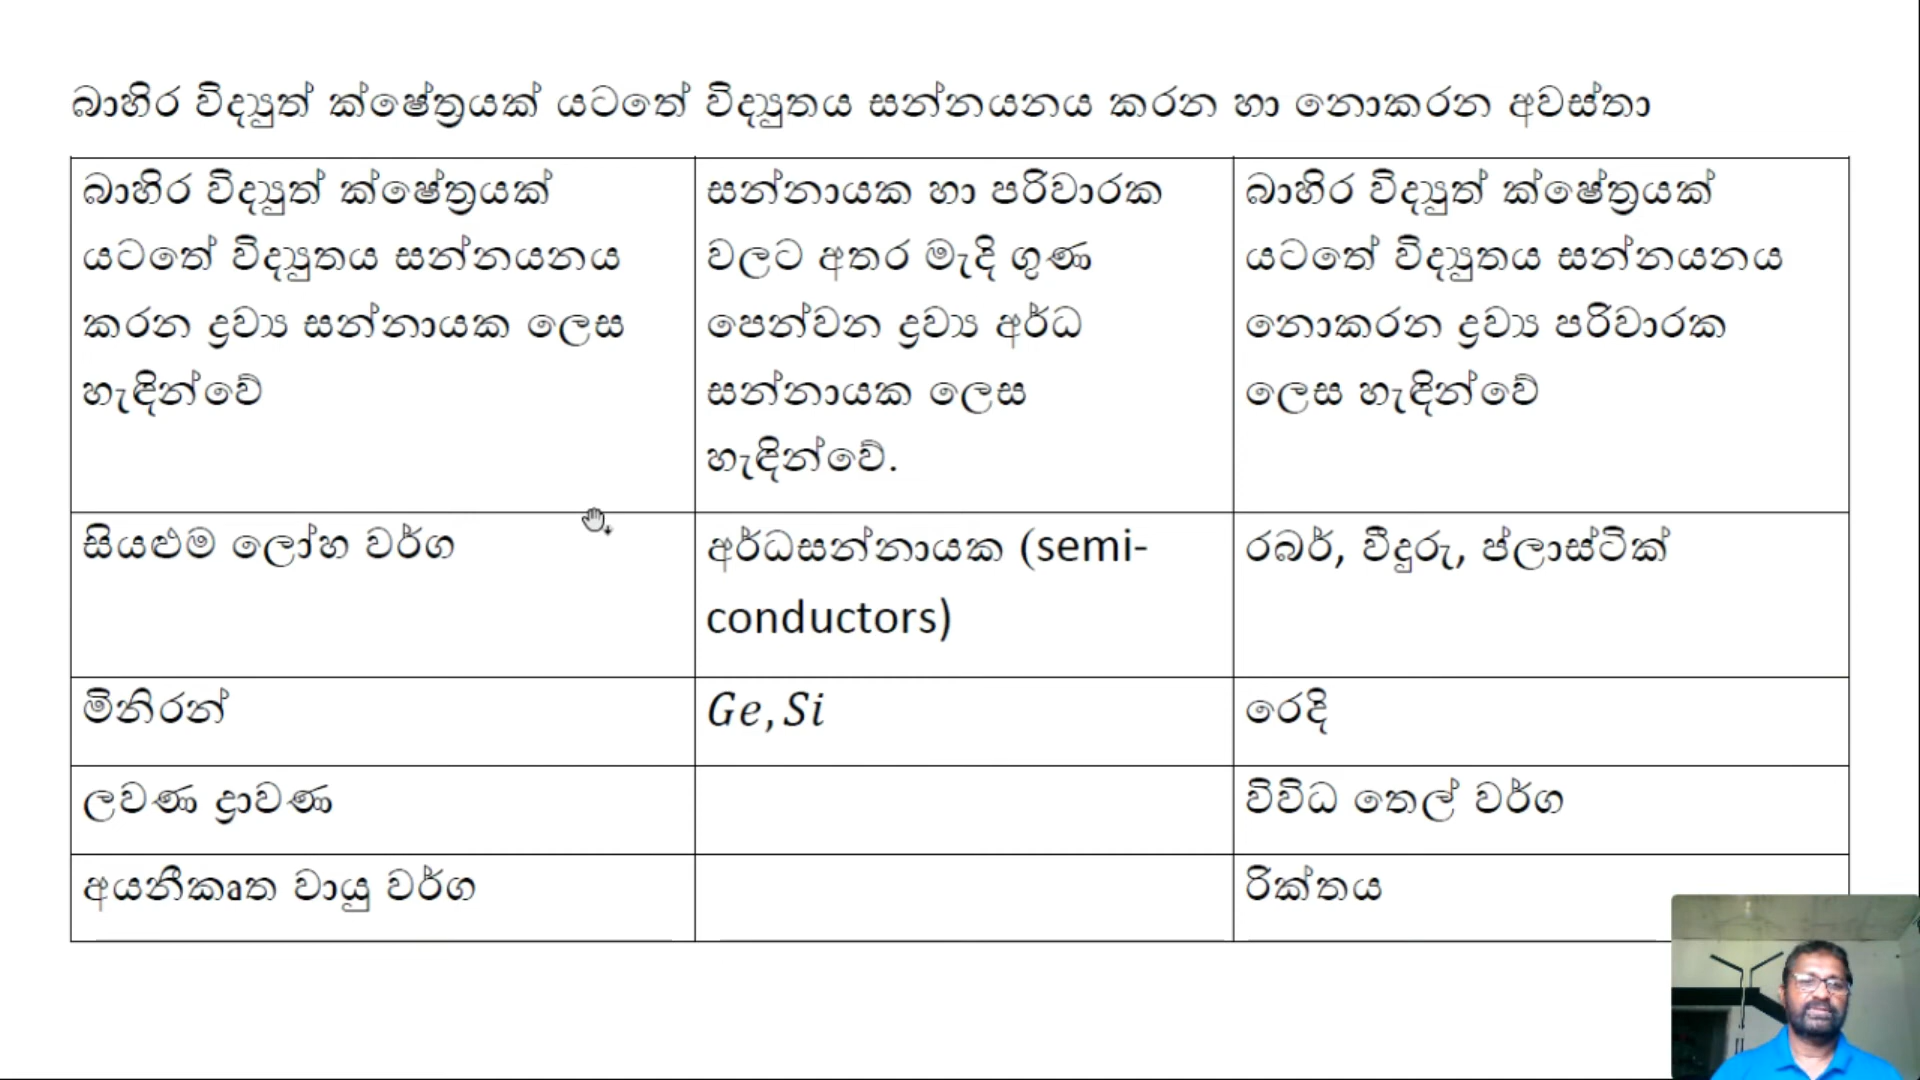 බාහිර විද්‍යුත් ක්ෂේත්‍රයක් යටතේ විද්‍යුතය සන්නයනය කරන හා නොකරන අවස්තා
බාහිර විද්‍යුත් ක්ෂේත්‍රයක්
යටතේ විද්‍යුතය සන්නයනය
කරන ද්‍රව්‍ය සන්නායක ලෙස
හැඳින්වේ
සන්නායක හා පරිවාරක
වලට අතර මැදි ගුණ
පෙන්වන ද්‍රව්‍ය අර්ධ
සන්නායක ලෙස
හැඳින්වේ.
බාහිර විද්‍යුත් ක්ෂේත්‍රයක්
යටතේ විද්‍යුතය සන්නයනය
නොකරන ද්‍රව්‍ය පරිවාරක
ලෙස හැඳින්වේ
සියළුම ලෝහ වර්ග
අර්ධසන්නායක (semi-
conductors)
රබර්, වීදුරු, ප්ලාස්ටික්
මිනිරන්
Ge, Si
රෙදි
ලවණ ද්‍රාවණ
විවිධ තෙල් වර්ග
අයනීකෘත වායු වර්ග
රික්තය